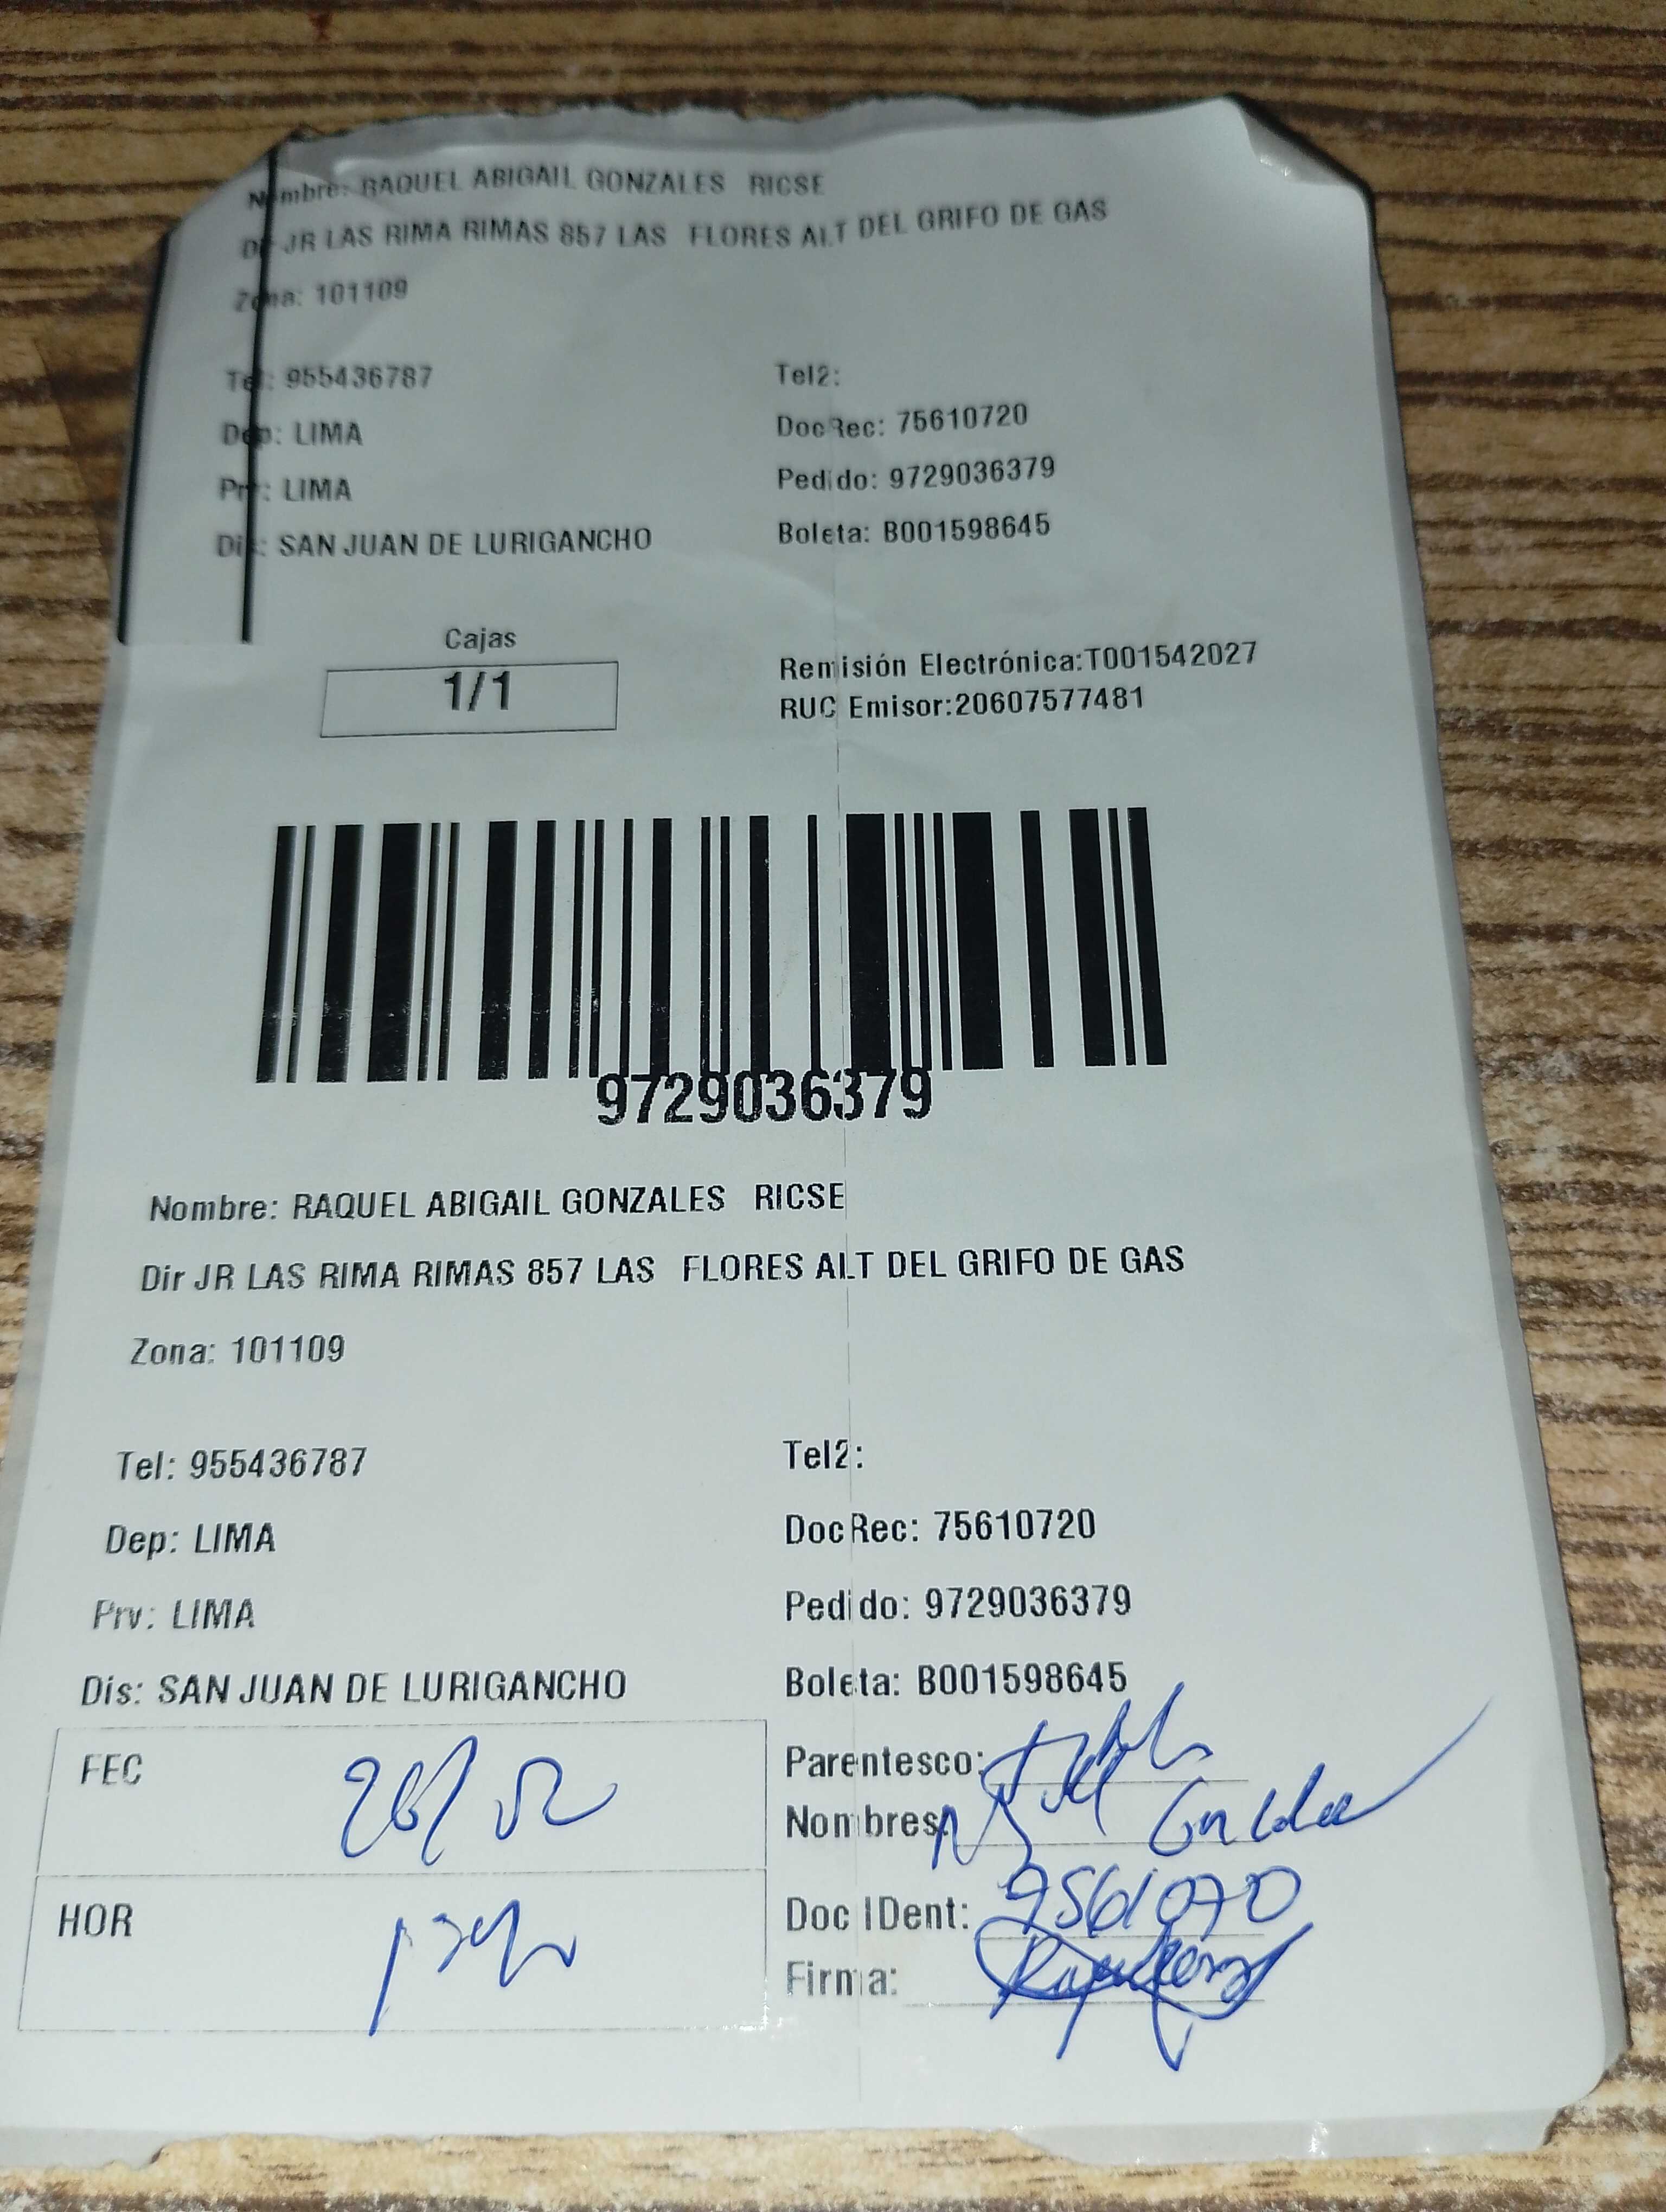 Nombre: RAQUEL ABIGAIL GONZALES RICSE
Dir JR LAS RIMA RIMAS 857 LAS FLORES ALT DEL GRIFO DE GAS
Zona: 101109
Tel: 955436787 Tel2:
Dep: LIMA DocRec: 75610720
Prv: LIMA Pedido: 9729036379
Dis: SAN JUAN DE LURIGANCHO Boleta: B001598645
Cajas
1/1
Remisión Electrónica:T001542027
RUC Emisor:20607577481
9729036379
Nombre: RAQUEL ABIGAIL GONZALES RICSE
Dir JR LAS RIMA RIMAS 857 LAS FLORES ALT DEL GRIFO DE GAS
Zona: 101109
Tel: 955436787 Tel2:
Dep: LIMA DocRec: 75610720
Prv: LIMA Pedido: 9729036379
Dis: SAN JUAN DE LURIGANCHO Boleta: B001598645
FEC
Parentesco:
Nombres:
HOR
Doc IDent:
Firma: